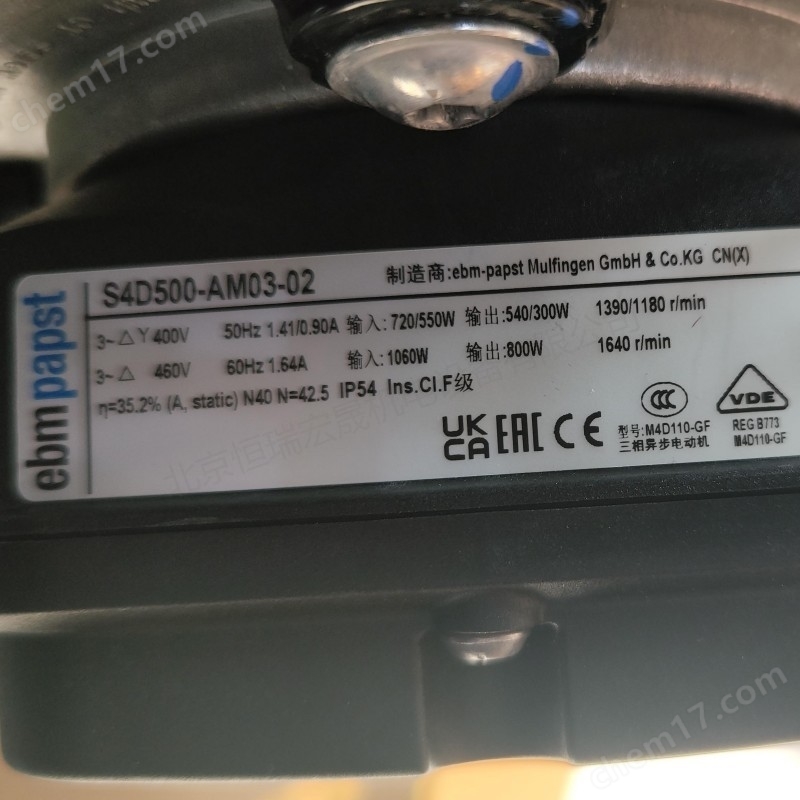 chem17.com
ebmpapst
S4D500-AM03-02
制造商:ebm-papst Mulfingen GmbH & Co.KG CN(X)
3~ △ Y 400V 50Hz 1.41/0.90A 输入: 720/550W 输出: 540/300W 1390/1180 r/min
3~ △ 460V 60Hz 1.64A 输入: 1060W 输出: 800W 1640 r/min
η=35.2% (A, static) N40 N=42.5 IP54 Ins.Cl.F级
UK CA EAC CE
CCC
VDE
型号: M4D110-GF
三相异步电动机
REG B773
M4D110-GF
chem17.com